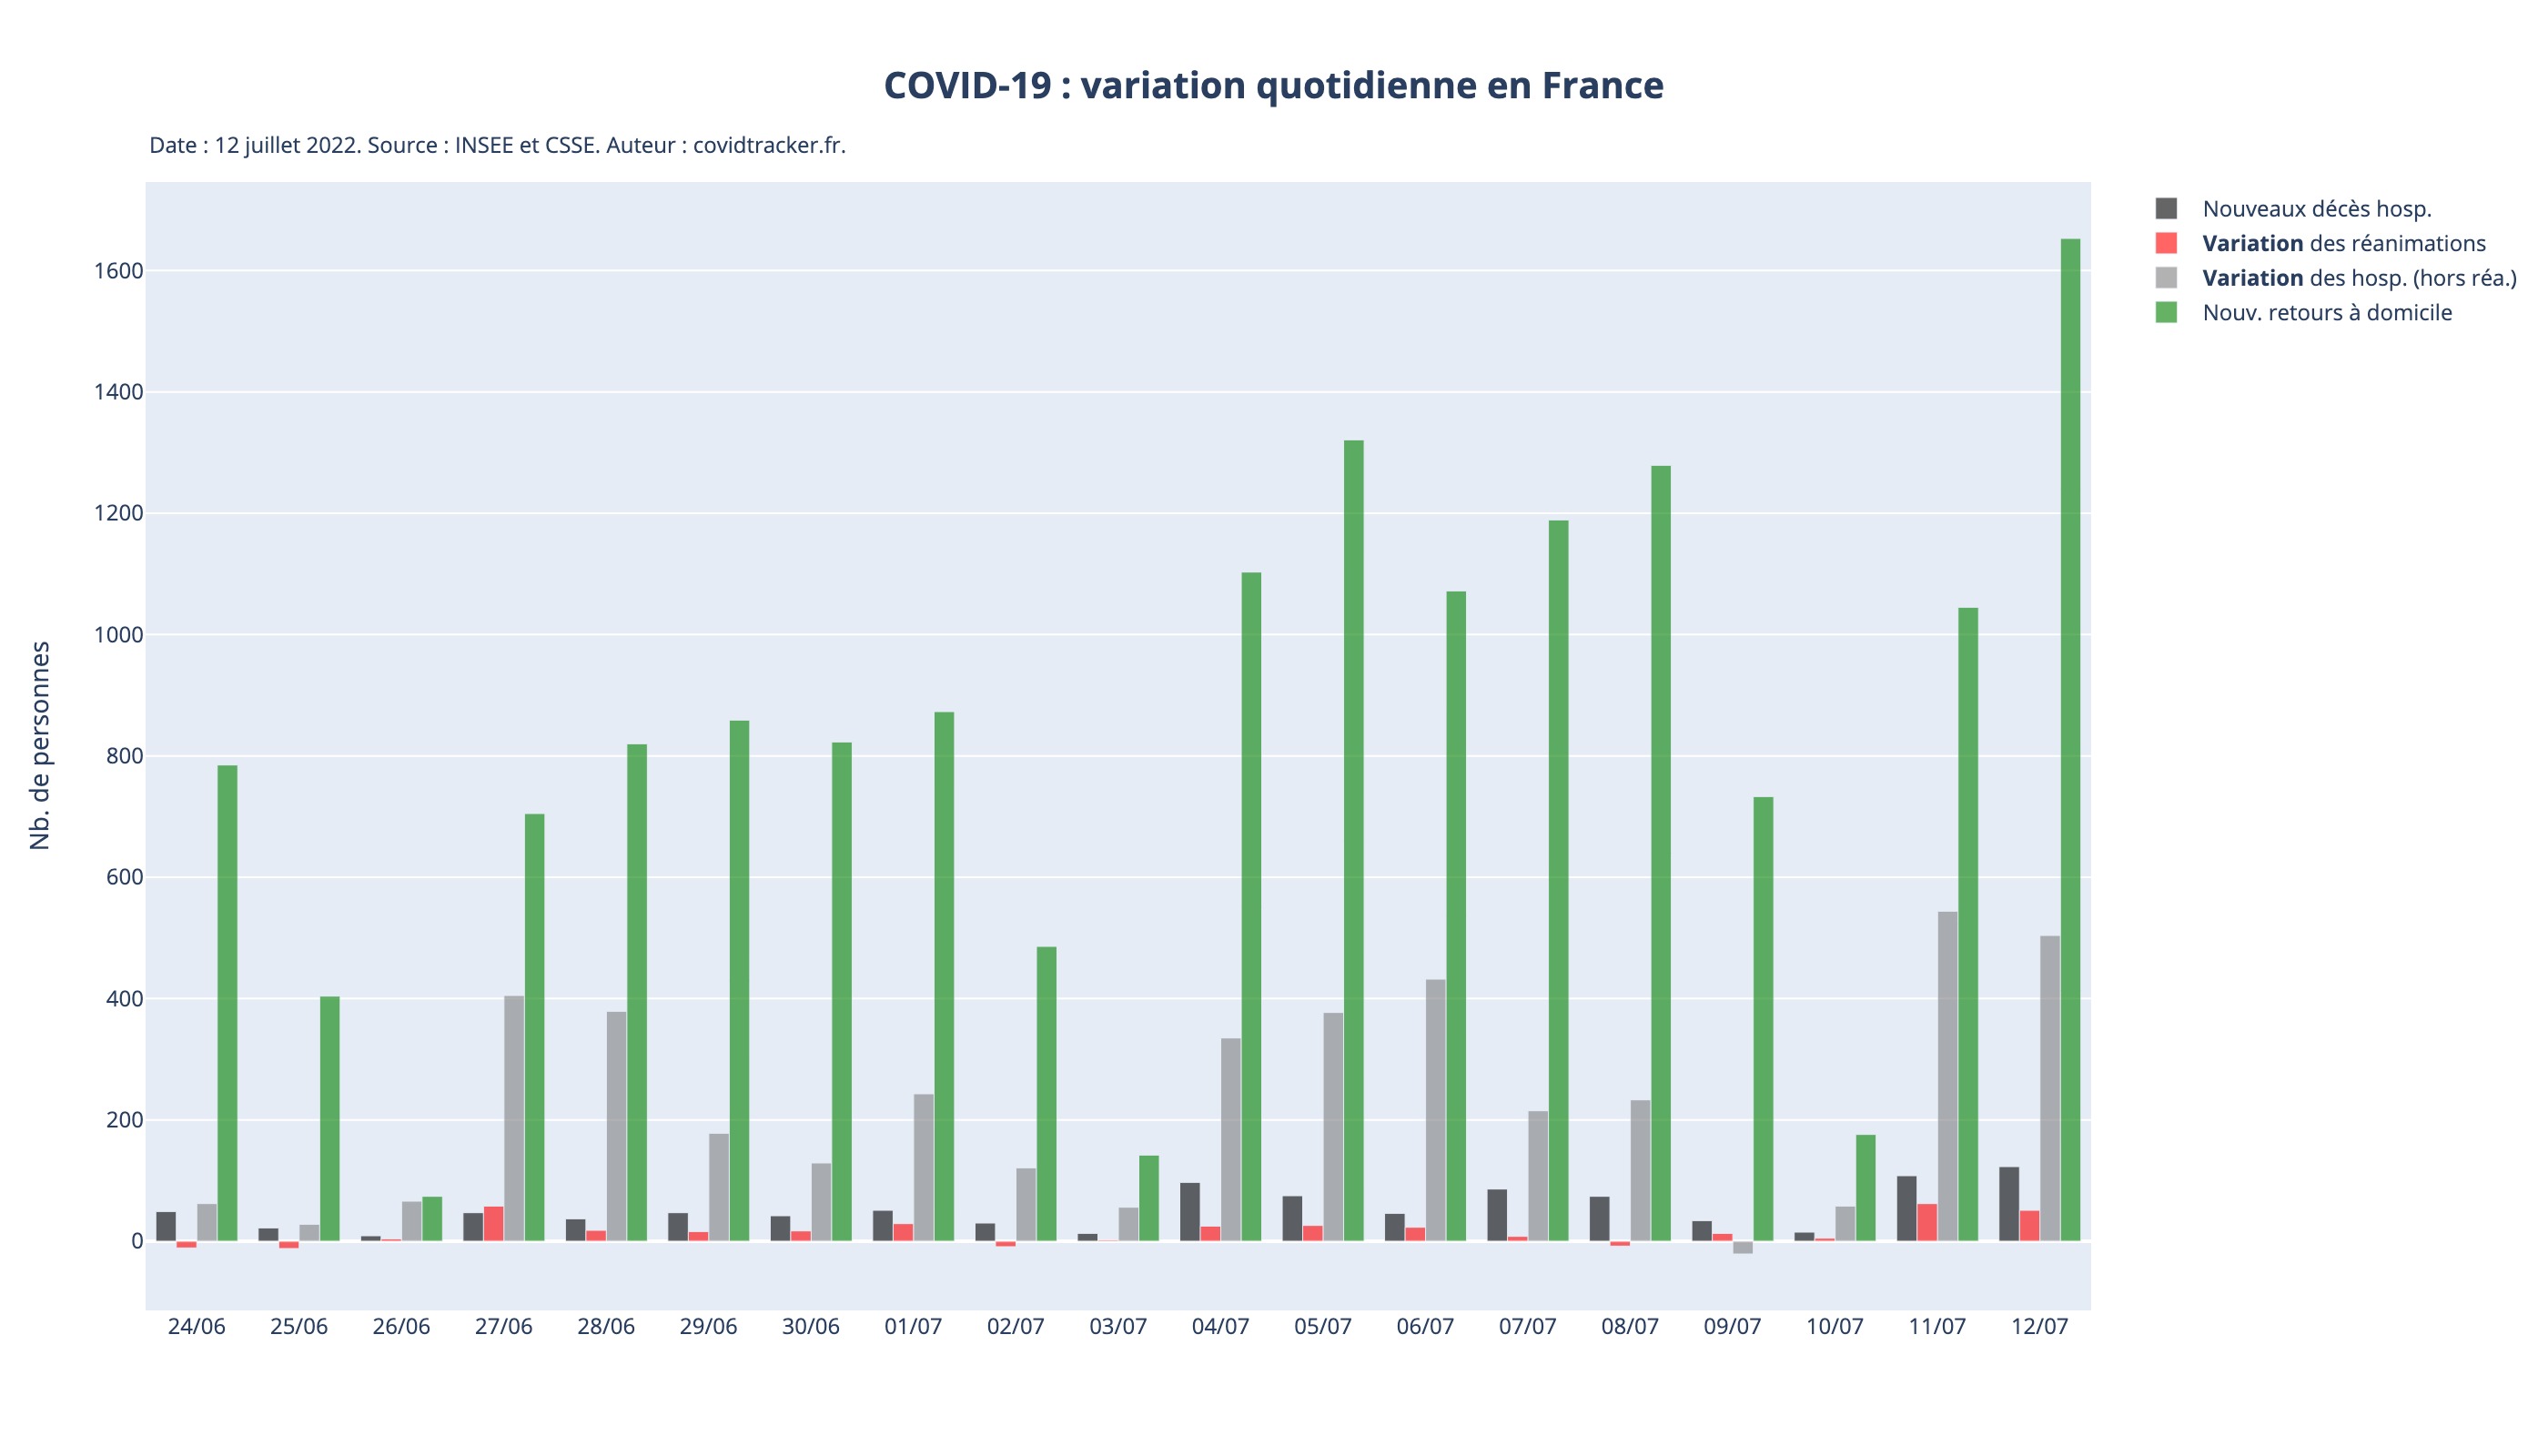 COVID-19 : variation quotidienne en France
Date : 12 juillet 2022. Source : INSEE et CSSE. Auteur : covidtracker.fr.
Nouveaux décès hosp.
Variation des réanimations
Variation des hosp. (hors réa.)
Nouv. retours à domicile
Nb. de personnes
1600
1400
1200
1000
800
600
400
200
0
24/06 25/06 26/06 27/06 28/06 29/06 30/06 01/07 02/07 03/07 04/07 05/07 06/07 07/07 08/07 09/07 10/07 11/07 12/07